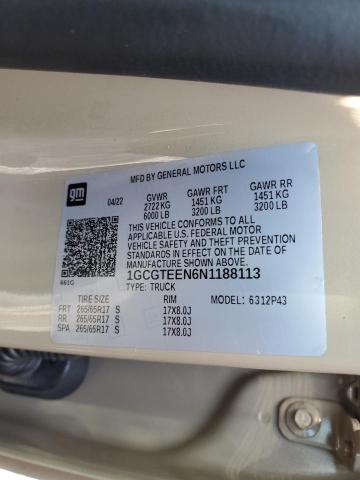 gm
MFD BY GENERAL MOTORS LLC
04/22 GVWR GAWR FRT GAWR RR
2722 KG 1451 KG 1451 KG
6000 LB 3200 LB 3200 LB
THIS VEHICLE CONFORMS TO ALL APPLICABLE
U.S. FEDERAL MOTOR
VEHICLE SAFETY AND THEFT PREVENTION
STANDARDS IN EFFECT ON THE DATE OF
MANUFACTURE SHOWN ABOVE.
1GCGTEEN6N1188113
661G TYPE: TRUCK
TIRE SIZE RIM MODEL: 6312P43
FRT 265/65R17 S 17X8.0J
RR 265/65R17 S 17X8.0J
SPA 265/65R17 S 17X8.0J